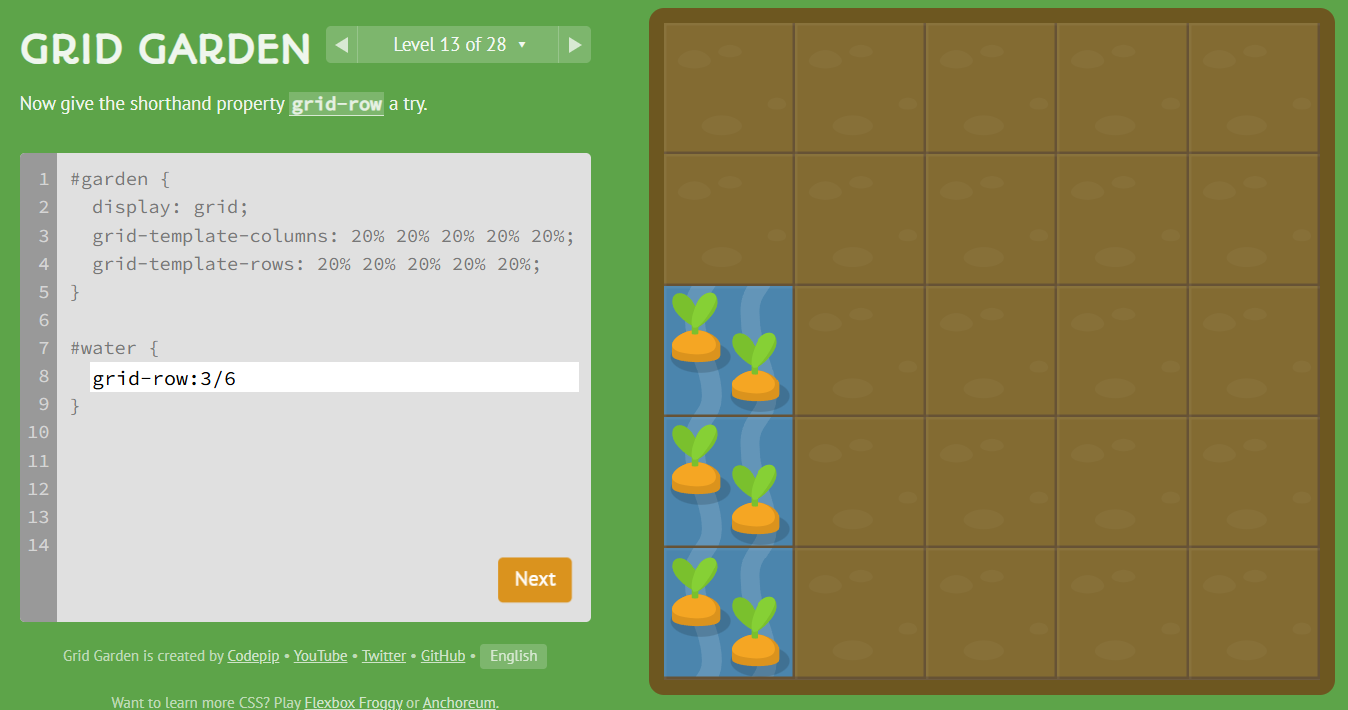 GRID GARDEN
◀ Level 13 of 28 ▾ ▶
Now give the shorthand property grid-row a try.
1 #garden {
2 display: grid;
3 grid-template-columns: 20% 20% 20% 20% 20%;
4 grid-template-rows: 20% 20% 20% 20% 20%;
5 }
6
7 #water {
8 grid-row:3/6
9 }
10
11
12
13
14
Next
Grid Garden is created by Codepip • YouTube • Twitter • GitHub • English
Want to learn more CSS? Play Flexbox Froggy or Anchoreum.